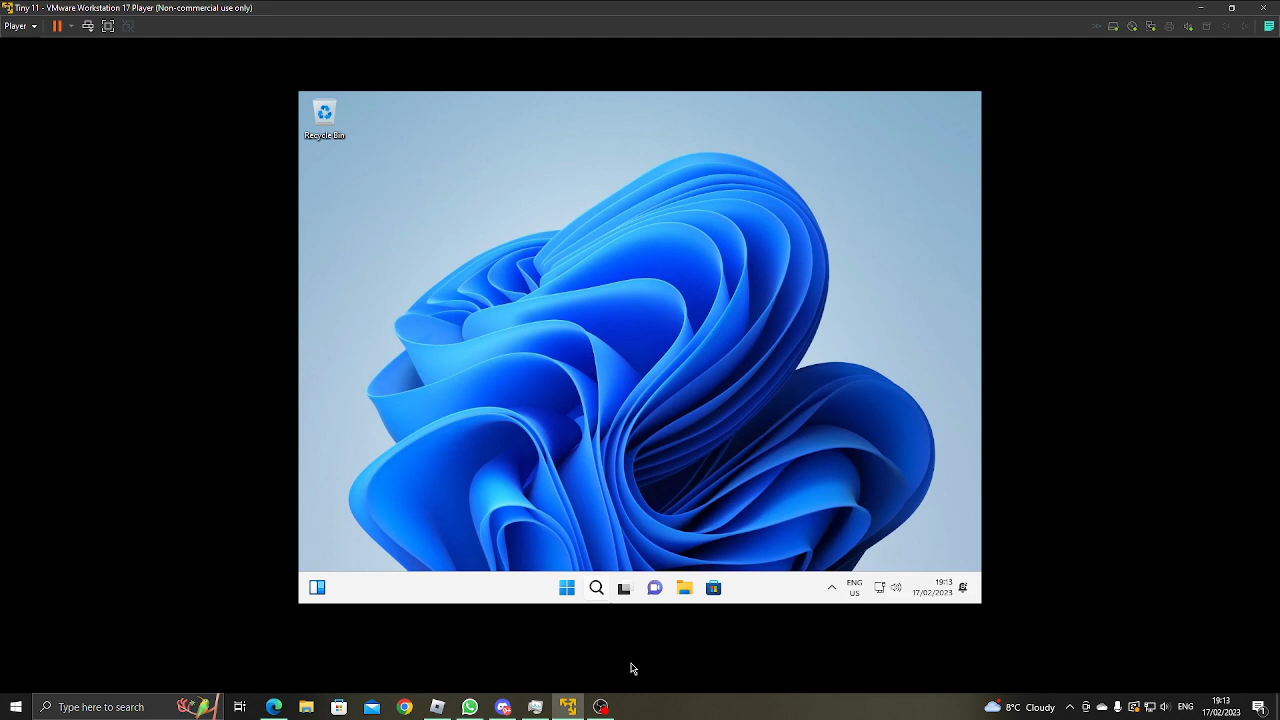 Tiny 11 - VMware Workstation 17 Player (Non-commercial use only)
Player
Recycle Bin
ENG
US
19:13
17/02/2023
Type here to search
8°C Cloudy
ENG
19:13
17/02/2023